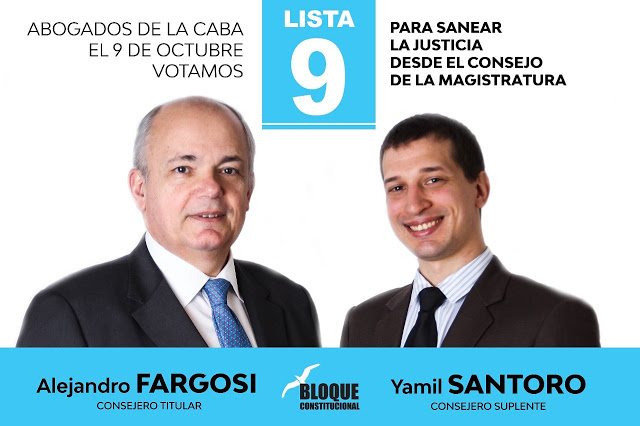 ABOGADOS DE LA CABA
EL 9 DE OCTUBRE
VOTAMOS
LISTA
9
PARA SANEAR
LA JUSTICIA
DESDE EL CONSEJO
DE LA MAGISTRATURA
Alejandro FARGOSI
CONSEJERO TITULAR
BLOQUE
CONSTITUCIONAL
Yamil SANTORO
CONSEJERO SUPLENTE